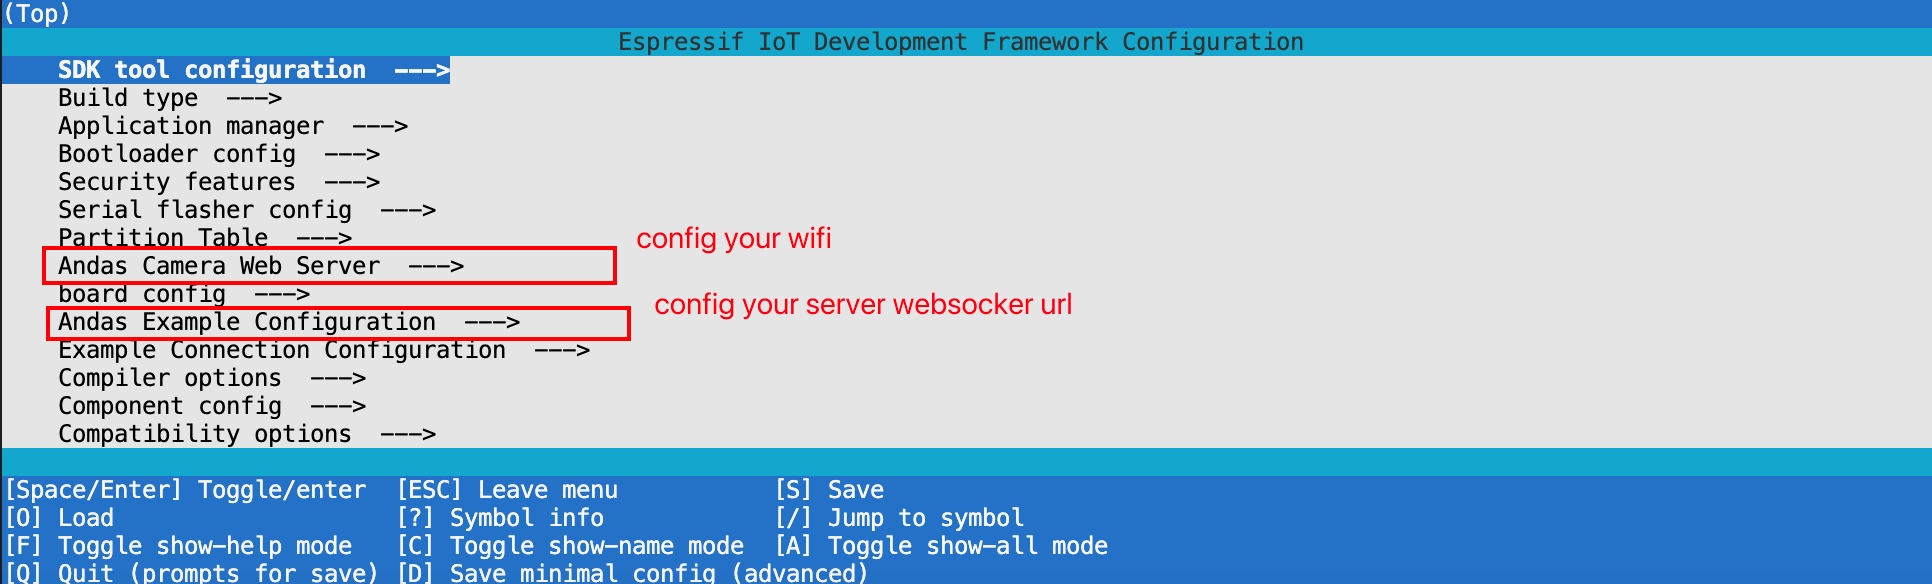 (Top)
Espressif IoT Development Framework Configuration
SDK tool configuration  --->
Build type  --->
Application manager  --->
Bootloader config  --->
Security features  --->
Serial flasher config  --->
Partition Table  --->
config your wifi
Andas Camera Web Server  --->
board config  --->
config your server websocker url
Andas Example Configuration  --->
Example Connection Configuration  --->
Compiler options  --->
Component config  --->
Compatibility options  --->
[Space/Enter] Toggle/enter  [ESC] Leave menu  [S] Save
[O] Load  [?] Symbol info  [/] Jump to symbol
[F] Toggle show-help mode  [C] Toggle show-name mode  [A] Toggle show-all mode
[Q] Quit (prompts for save)  [D] Save minimal config (advanced)